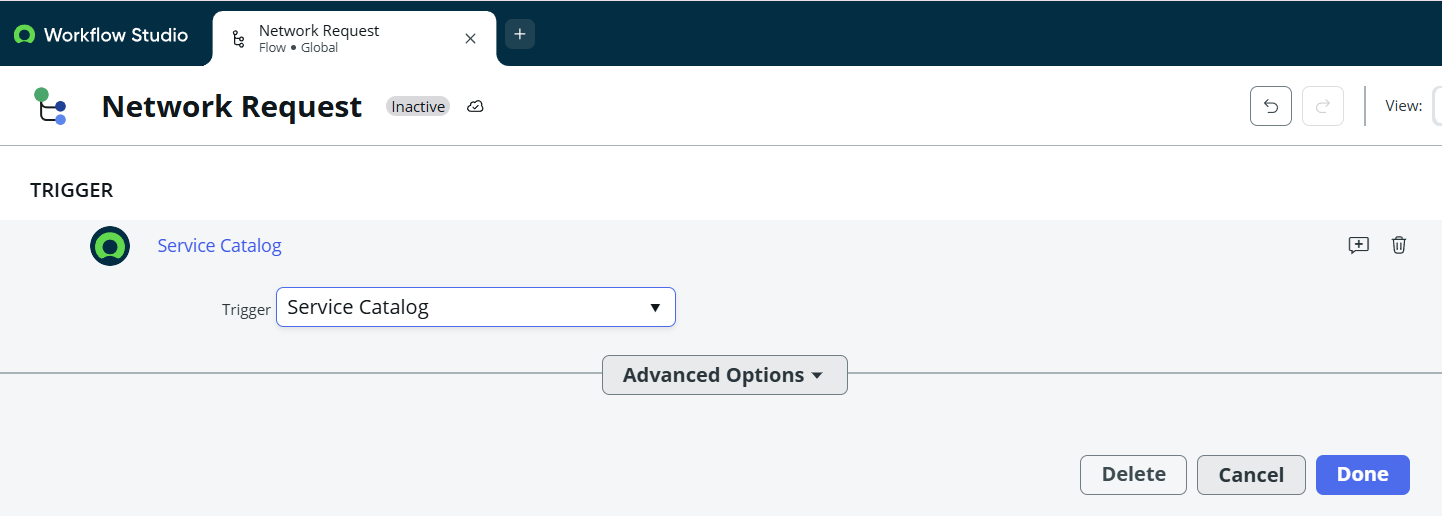 Workflow Studio
Network Request
Flow • Global
Network Request
Inactive
View:
TRIGGER
Service Catalog
Trigger
Service Catalog
Advanced Options
Delete
Cancel
Done